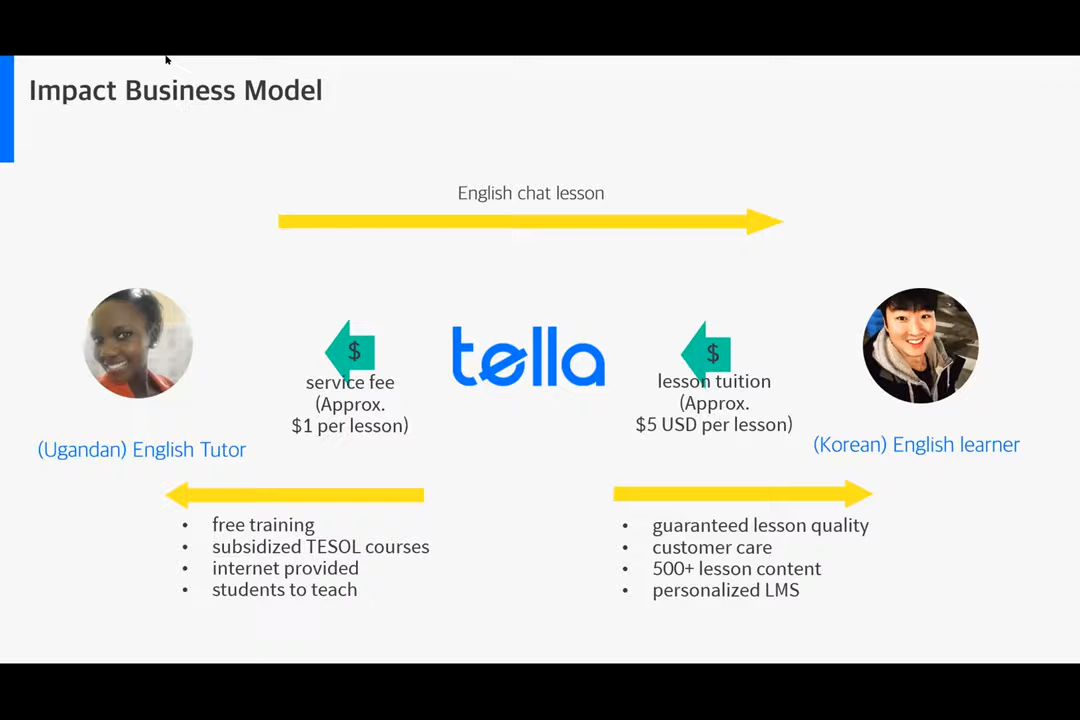 Impact Business Model
English chat lesson
$
tella
$
service fee
(Approx.
$1 per lesson)
lesson tuition
(Approx.
$5 USD per lesson)
(Ugandan) English Tutor
(Korean) English learner
• free training
• subsidized TESOL courses
• internet provided
• students to teach
• guaranteed lesson quality
• customer care
• 500+ lesson content
• personalized LMS